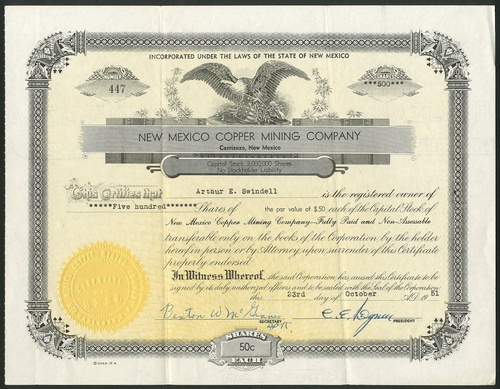 INCORPORATED UNDER THE LAWS OF THE STATE OF NEW MEXICO
447
***500***
NEW MEXICO COPPER MINING COMPANY
Carrizozo, New Mexico
Capital Stock 3,000,000 Shares
No Stockholder Liability
This Certifies that Arthur E. Swindell is the registered owner of
*****Five hundred***** Shares of the par value of $.50 each of the Capital Stock of
New Mexico Copper Mining Company—Fully Paid and Non-Assessable
transferable only on the books of the Corporation by the holder
hereof in person or by Attorney upon surrender of this Certificate
properly endorsed.
In Witness Whereof, the said Corporation has caused this Certificate to be
signed by its duly authorized officers and to be sealed with the Seal of the Corporation
this 23rd day of October A.D. 19 51
Benton W
SECRETARY
C. E.
PRESIDENT
SHARES
50c
EACH